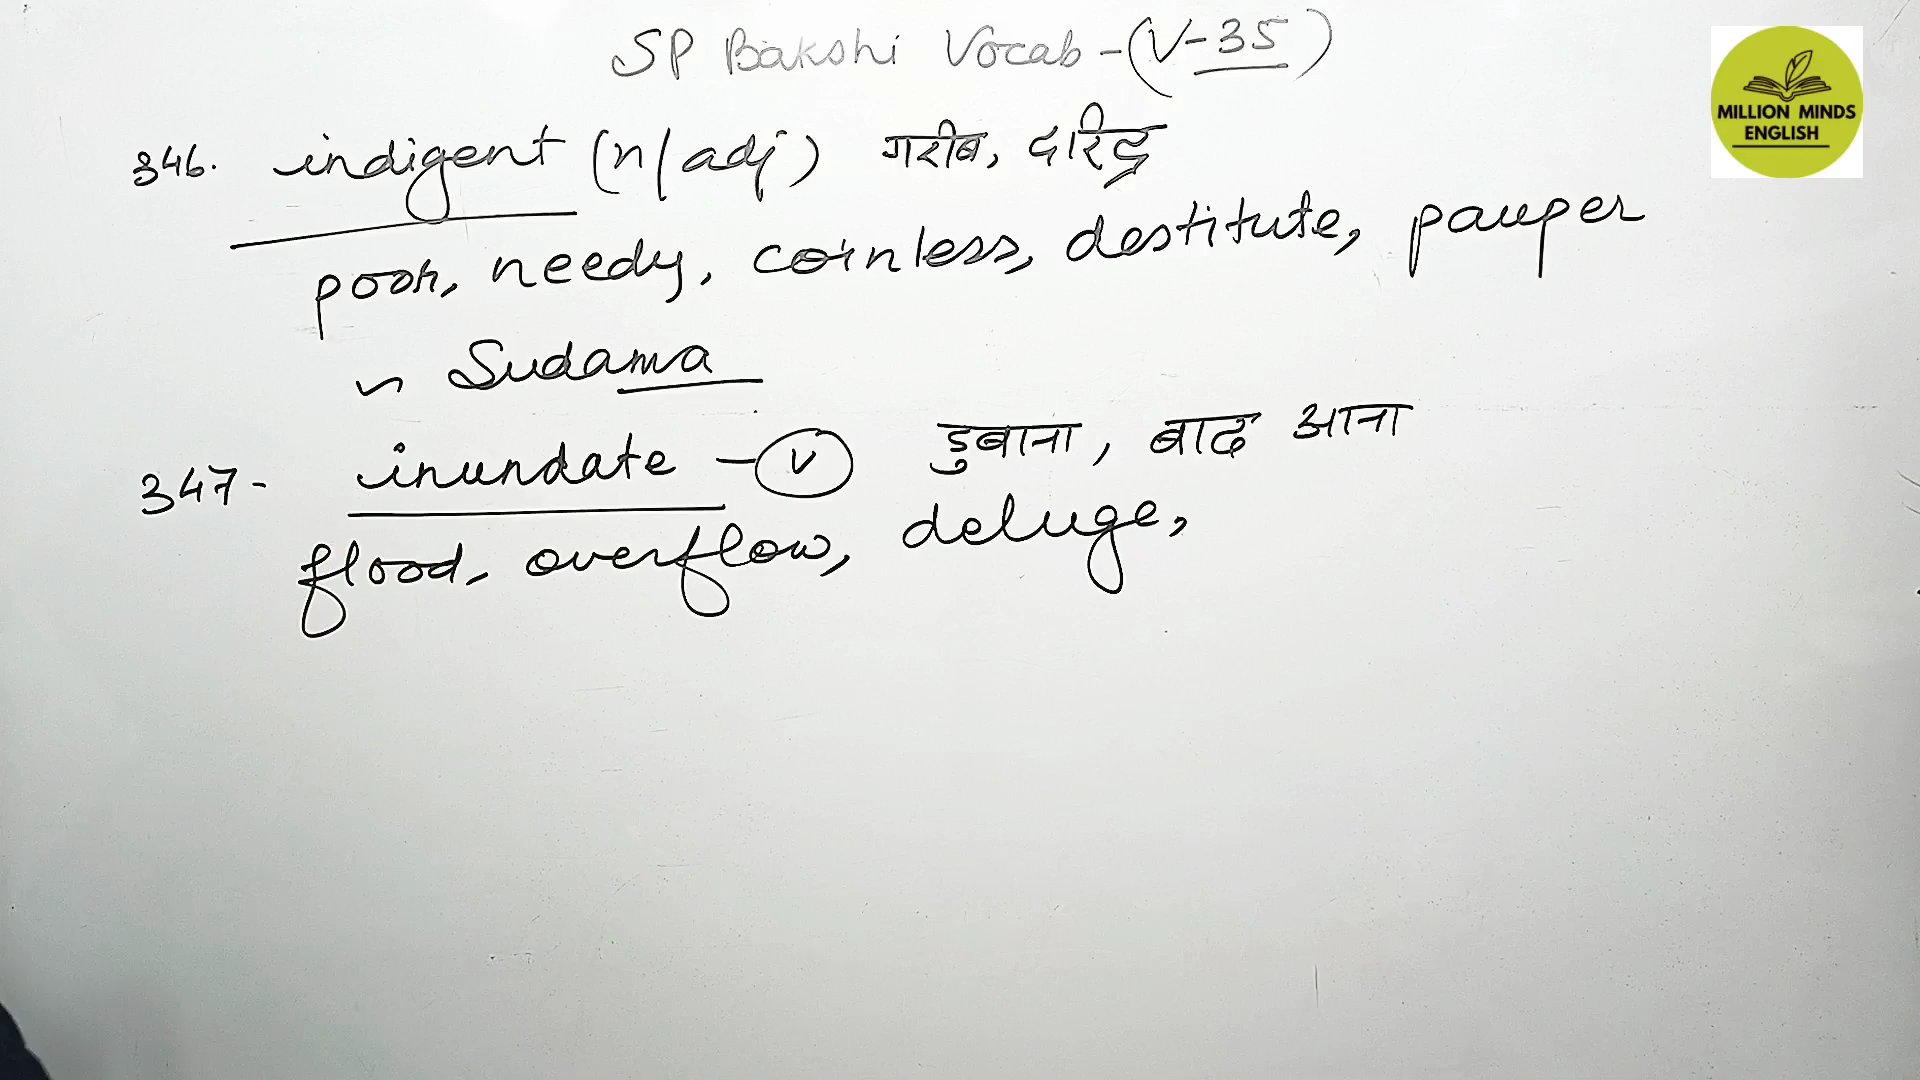 SP Bakshi Vocab - (V-35)
MILLION MINDS
ENGLISH
346. indigent (n/adj) गरीब, दरिद्र
poor, needy, coinless, destitute, pauper
Sudama
347- inundate - v डुबाना, बाढ आना
flood, overflow, deluge,